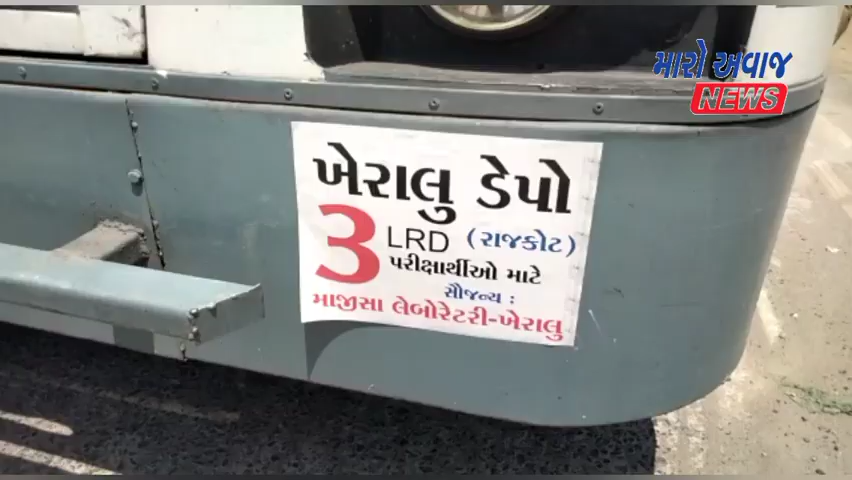 મારો અવાજ
NEWS
ખેરાલુ ડેપો
3 LRD (રાજકોટ)
પરીક્ષાર્થીઓ માટે
સૌજન્ય :
માજીસા લેબોરેટરી-ખેરાલુ